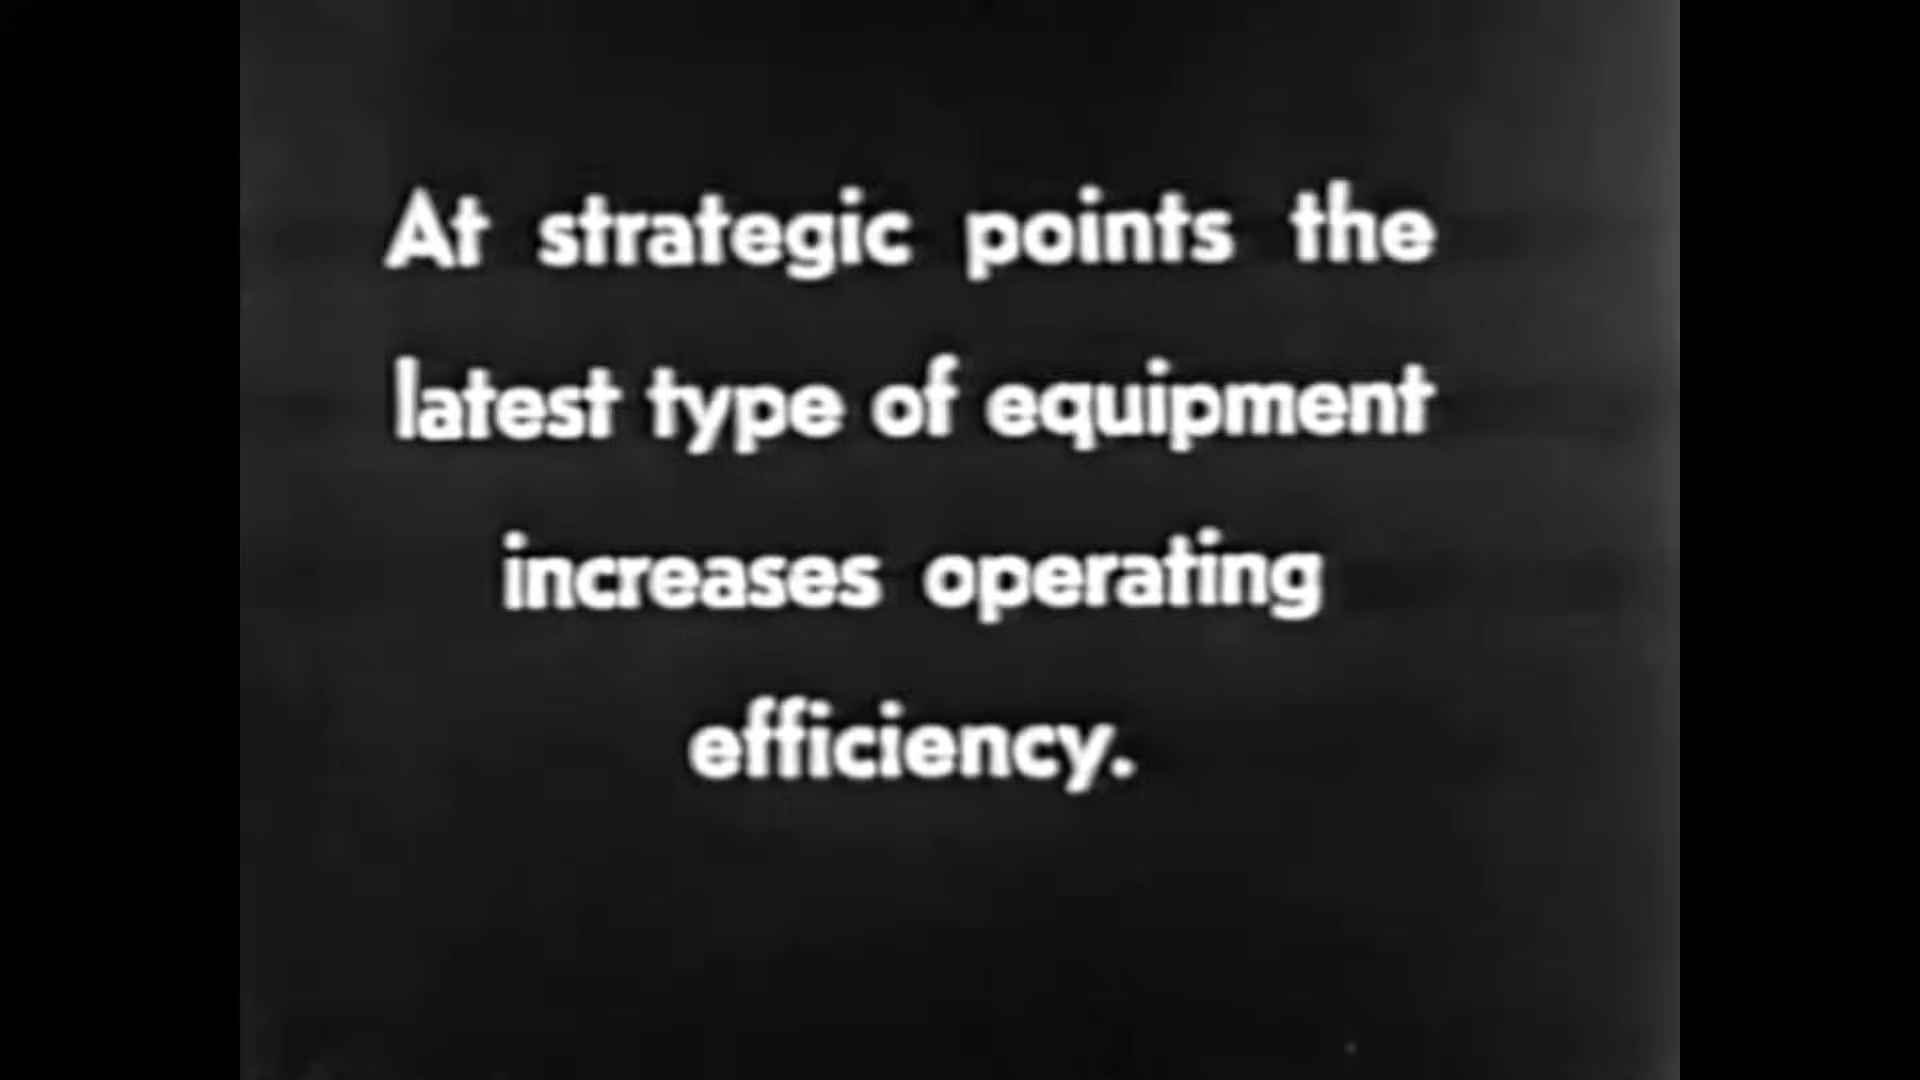 At strategic points the
latest type of equipment
increases operating
efficiency.